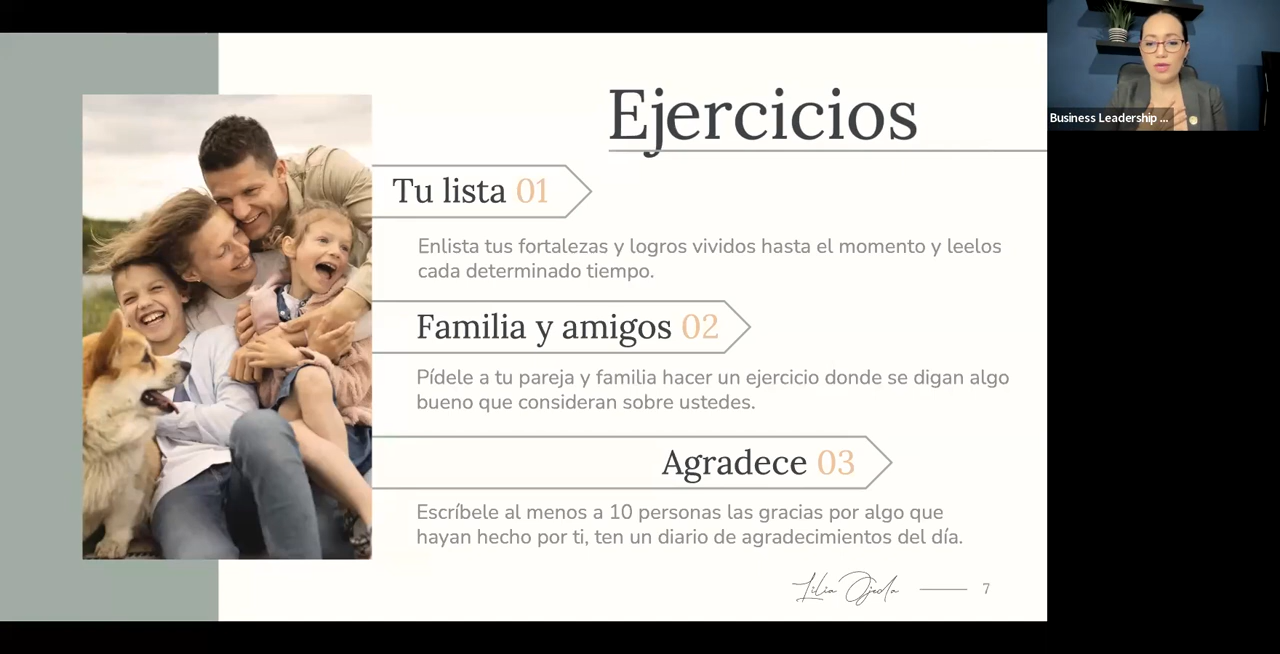 Ejercicios
Tu lista 01
Enlista tus fortalezas y logros vividos hasta el momento y leelos
cada determinado tiempo.
Familia y amigos 02
Pídele a tu pareja y familia hacer un ejercicio donde se digan algo
bueno que consideran sobre ustedes.
Agradece 03
Escríbele al menos a 10 personas las gracias por algo que
hayan hecho por ti, ten un diario de agradecimientos del día.
Lilia Ojeda
7
Business Leadership ...